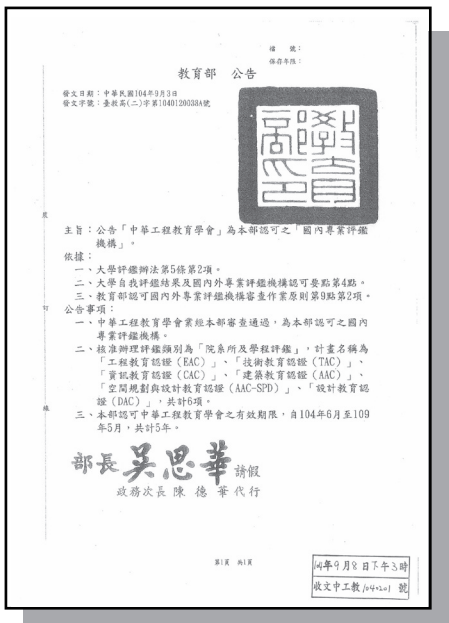 檔　　號：
保存年限：
教育部　公告
發文日期：中華民國104年9月3日
發文字號：臺教高(二)字第1040120038A號
主旨：公告「中華工程教育學會」為本部認可之「國內專業評鑑
機構」。
依據：
一、大學評鑑辦法第5條第2項。
二、大學自我評鑑結果及國內外專業評鑑機構認可要點第4點。
三、教育部認可國內外專業評鑑機構審查作業原則第9點第2項。
公告事項：
一、中華工程教育學會業經本部審查通過，為本部認可之國內
專業評鑑機構。
二、核准辦理評鑑類別為「院系所及學程評鑑」，計畫名稱為
「工程教育認證（EAC）」、「技術教育認證（TAC）」、
「資訊教育認證（CAC）」、「建築教育認證（AAC）」、
「空間規劃與設計教育認證（AAC-SPD）」、「設計教育認
證（DAC）」，共計6項。
三、本部認可中華工程教育學會之有效期限，自104年6月至109
年5月，共計5年。
部長吳思華請假
政務次長陳德華代行
第1頁　共1頁
104年9月8日下午3時
收文中工教1040201號
裝
訂
線
教育部印